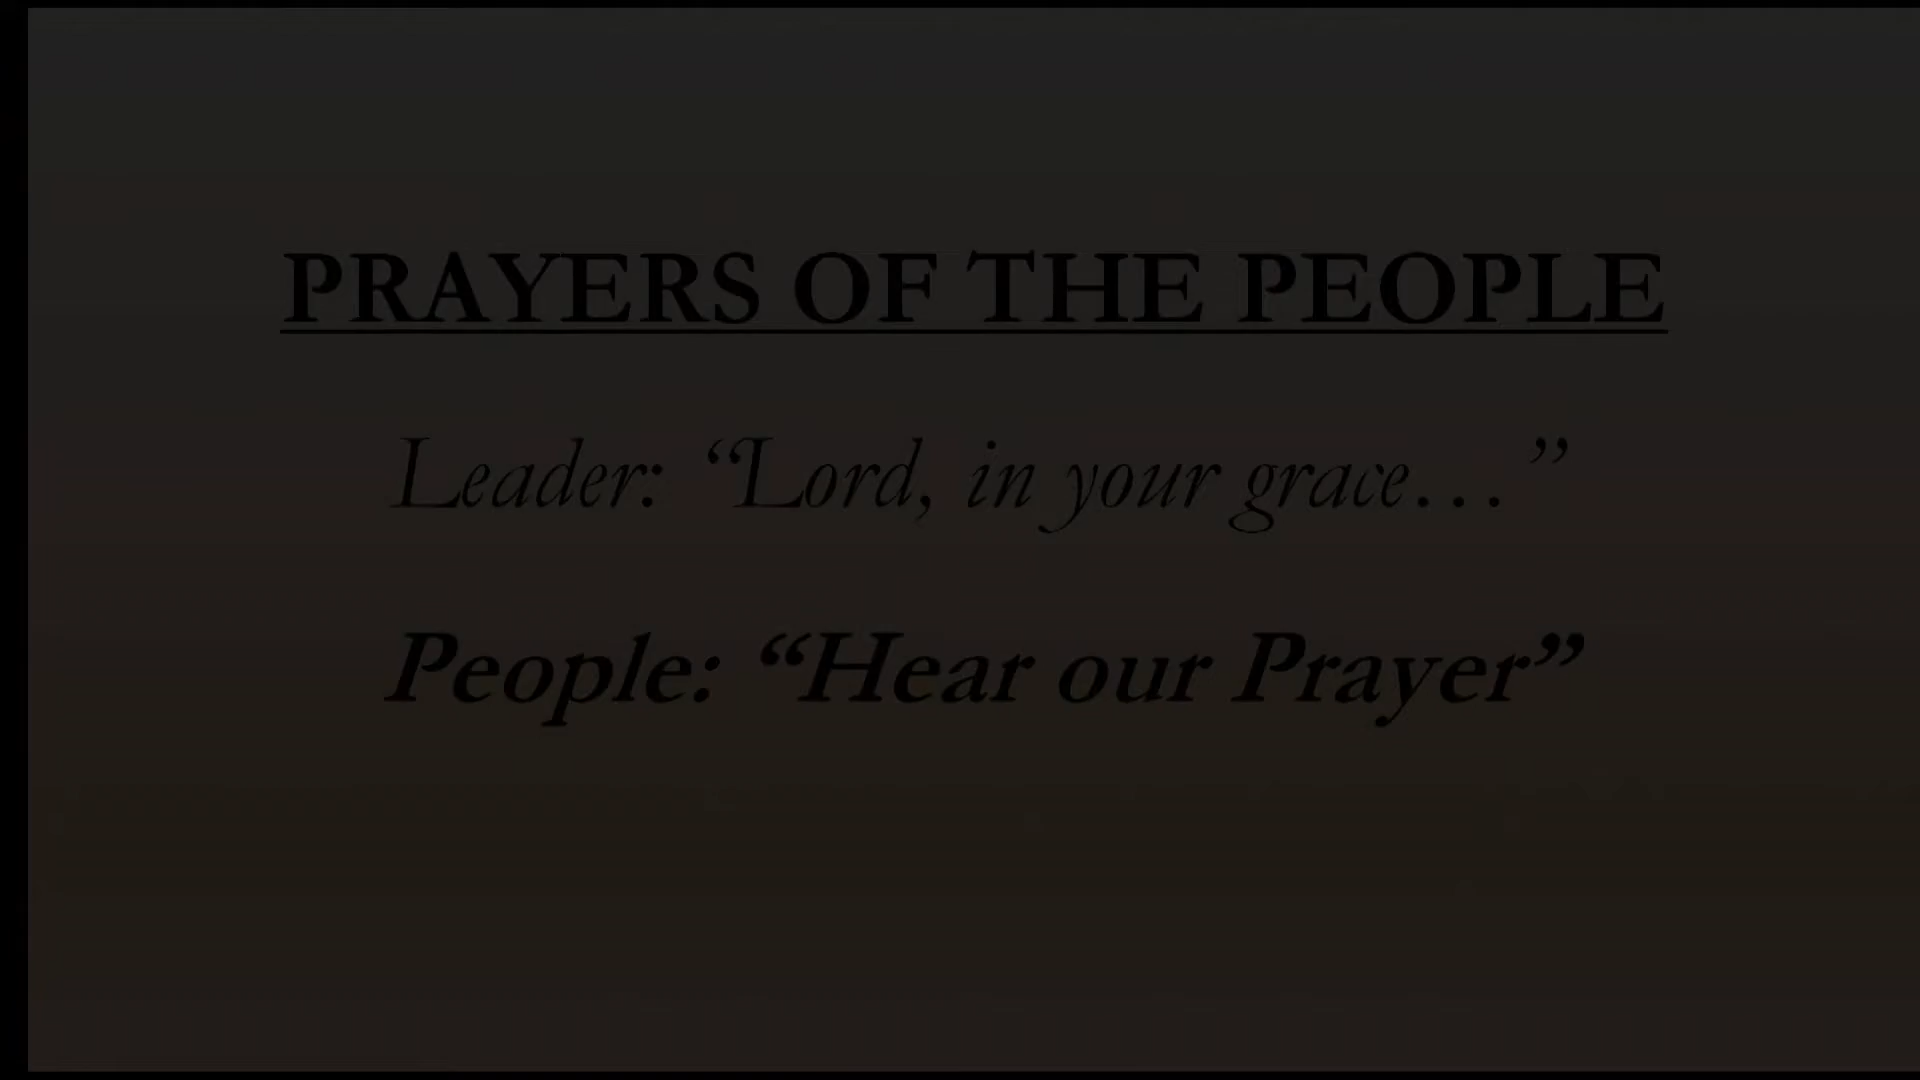 PRAYERS OF THE PEOPLE
Leader: “Lord, in your grace…”
People: “Hear our Prayer”